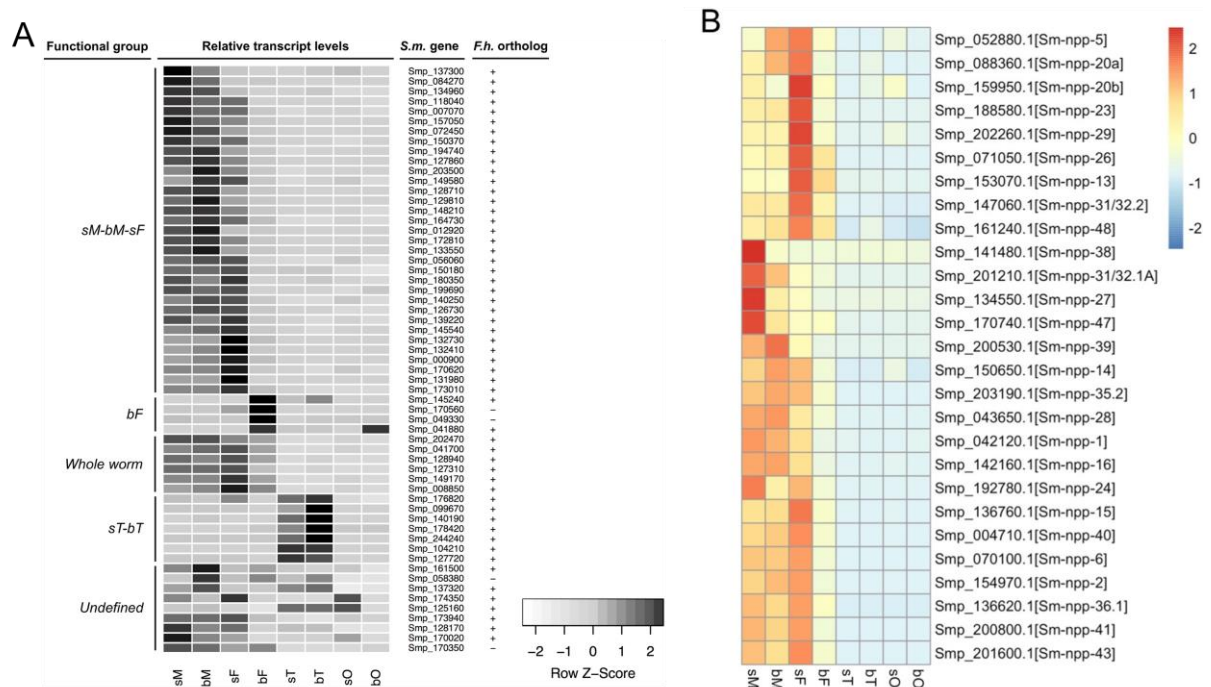 A
Functional group
Relative transcript levels
S.m. gene
F.h. ortholog
sM-bM-sF
Smp_137300 +
Smp_084270 +
Smp_134960 +
Smp_118040 +
Smp_007070 +
Smp_157050 +
Smp_072450 +
Smp_150370 +
Smp_194740 +
Smp_127860 +
Smp_203500 +
Smp_149580 +
Smp_128710 +
Smp_129810 +
Smp_148210 +
Smp_164730 +
Smp_012920 +
Smp_172810 +
Smp_133550 +
Smp_056060 +
Smp_150180 +
Smp_180350 +
Smp_199690 +
Smp_140250 +
Smp_126730 +
Smp_139220 +
Smp_145540 +
Smp_132730 +
Smp_132410 +
Smp_000900 +
Smp_170620 +
Smp_131980 +
Smp_173010 +
bF
Smp_145240 +
Smp_170560 –
Smp_049330 –
Smp_041880 +
Whole worm
Smp_202470 +
Smp_041700 +
Smp_128940 +
Smp_127310 +
Smp_149170 +
Smp_008850 +
sT-bT
Smp_176820 +
Smp_099670 +
Smp_140190 +
Smp_178420 +
Smp_244240 +
Smp_104210 +
Smp_127720 +
Undefined
Smp_161500 +
Smp_058380 –
Smp_137320 +
Smp_174350 +
Smp_125160 +
Smp_173940 +
Smp_128170 +
Smp_170020 +
Smp_170350 –
sM bM sF bF sT bT sO bO
−2 −1 0 1 2
Row Z−Score
B
Smp_052880.1[Sm-npp-5]
Smp_088360.1[Sm-npp-20a]
Smp_159950.1[Sm-npp-20b]
Smp_188580.1[Sm-npp-23]
Smp_202260.1[Sm-npp-29]
Smp_071050.1[Sm-npp-26]
Smp_153070.1[Sm-npp-13]
Smp_147060.1[Sm-npp-31/32.2]
Smp_161240.1[Sm-npp-48]
Smp_141480.1[Sm-npp-38]
Smp_201210.1[Sm-npp-31/32.1A]
Smp_134550.1[Sm-npp-27]
Smp_170740.1[Sm-npp-47]
Smp_200530.1[Sm-npp-39]
Smp_150650.1[Sm-npp-14]
Smp_203190.1[Sm-npp-35.2]
Smp_043650.1[Sm-npp-28]
Smp_042120.1[Sm-npp-1]
Smp_142160.1[Sm-npp-16]
Smp_192780.1[Sm-npp-24]
Smp_136760.1[Sm-npp-15]
Smp_004710.1[Sm-npp-40]
Smp_070100.1[Sm-npp-6]
Smp_154970.1[Sm-npp-2]
Smp_136620.1[Sm-npp-36.1]
Smp_200800.1[Sm-npp-41]
Smp_201600.1[Sm-npp-43]
sM bM sF bF sT bT sO bO
2
1
0
-1
-2